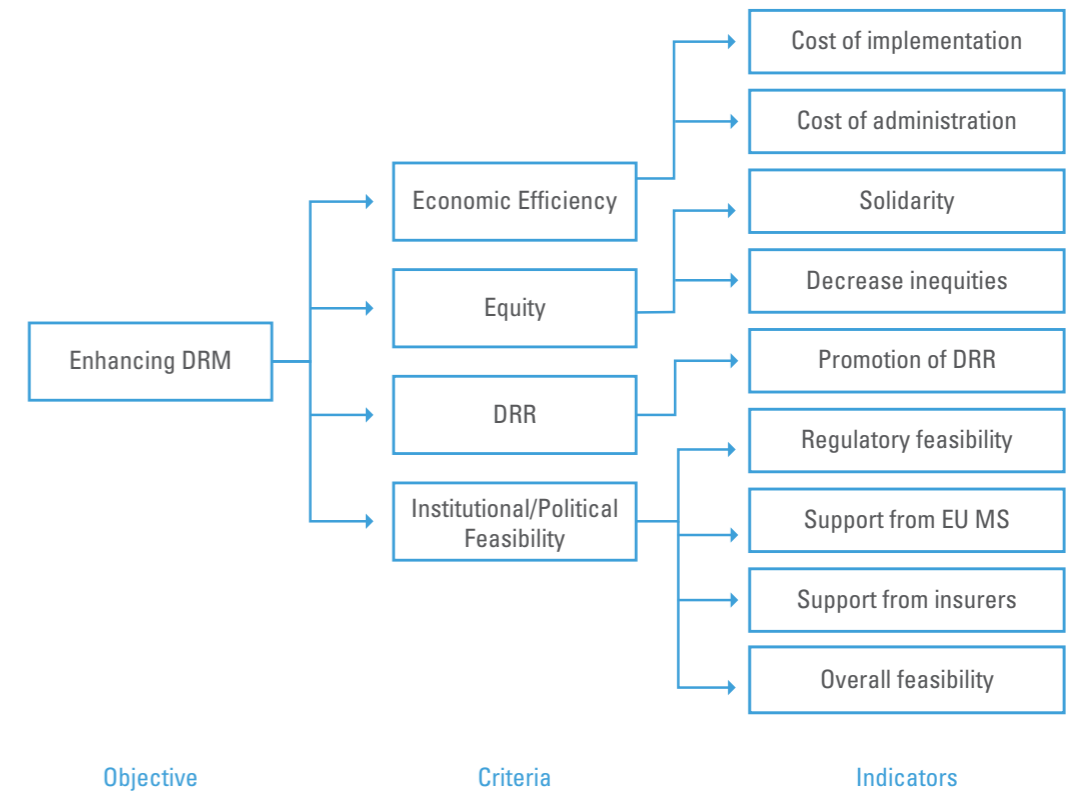 Enhancing DRM
Economic Efficiency
Equity
DRR
Institutional/Political
Feasibility
Cost of implementation
Cost of administration
Solidarity
Decrease inequities
Promotion of DRR
Regulatory feasibility
Support from EU MS
Support from insurers
Overall feasibility
Objective
Criteria
Indicators